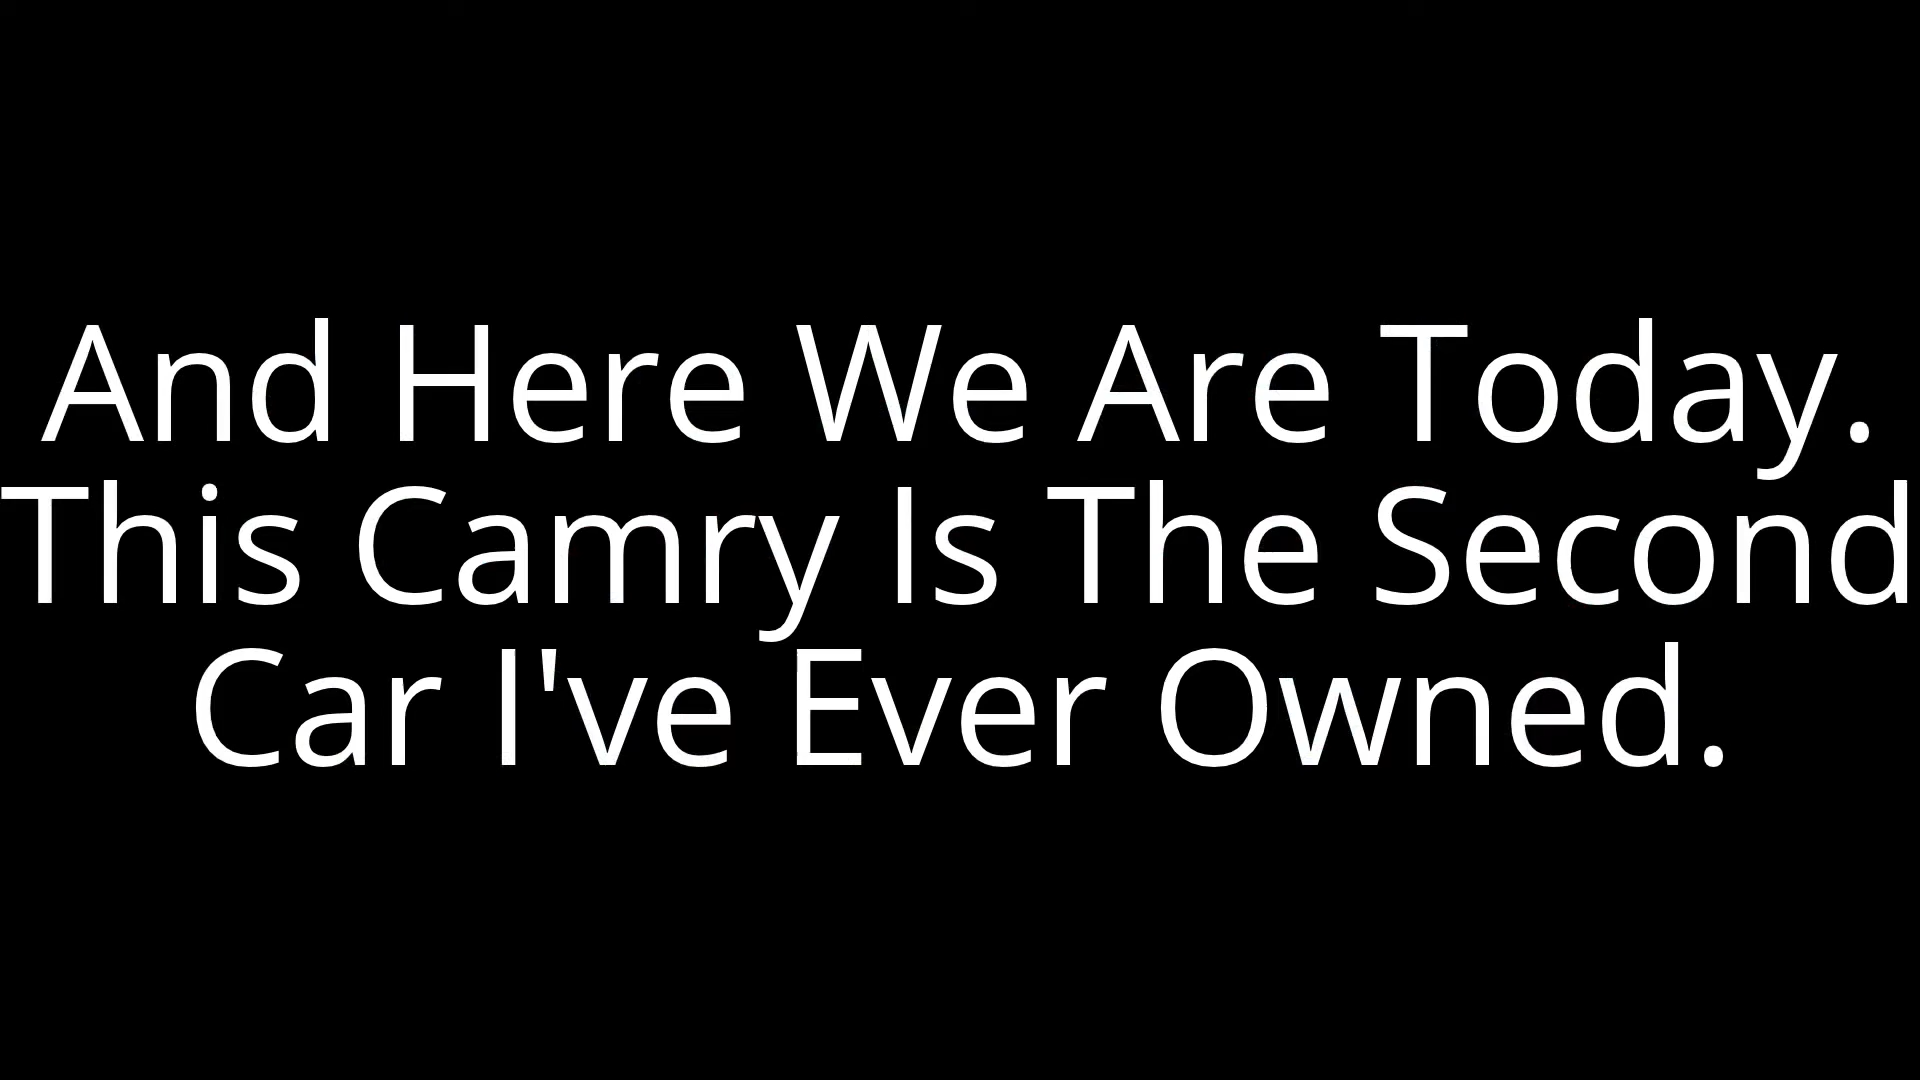 And Here We Are Today.
This Camry Is The Second
Car I've Ever Owned.